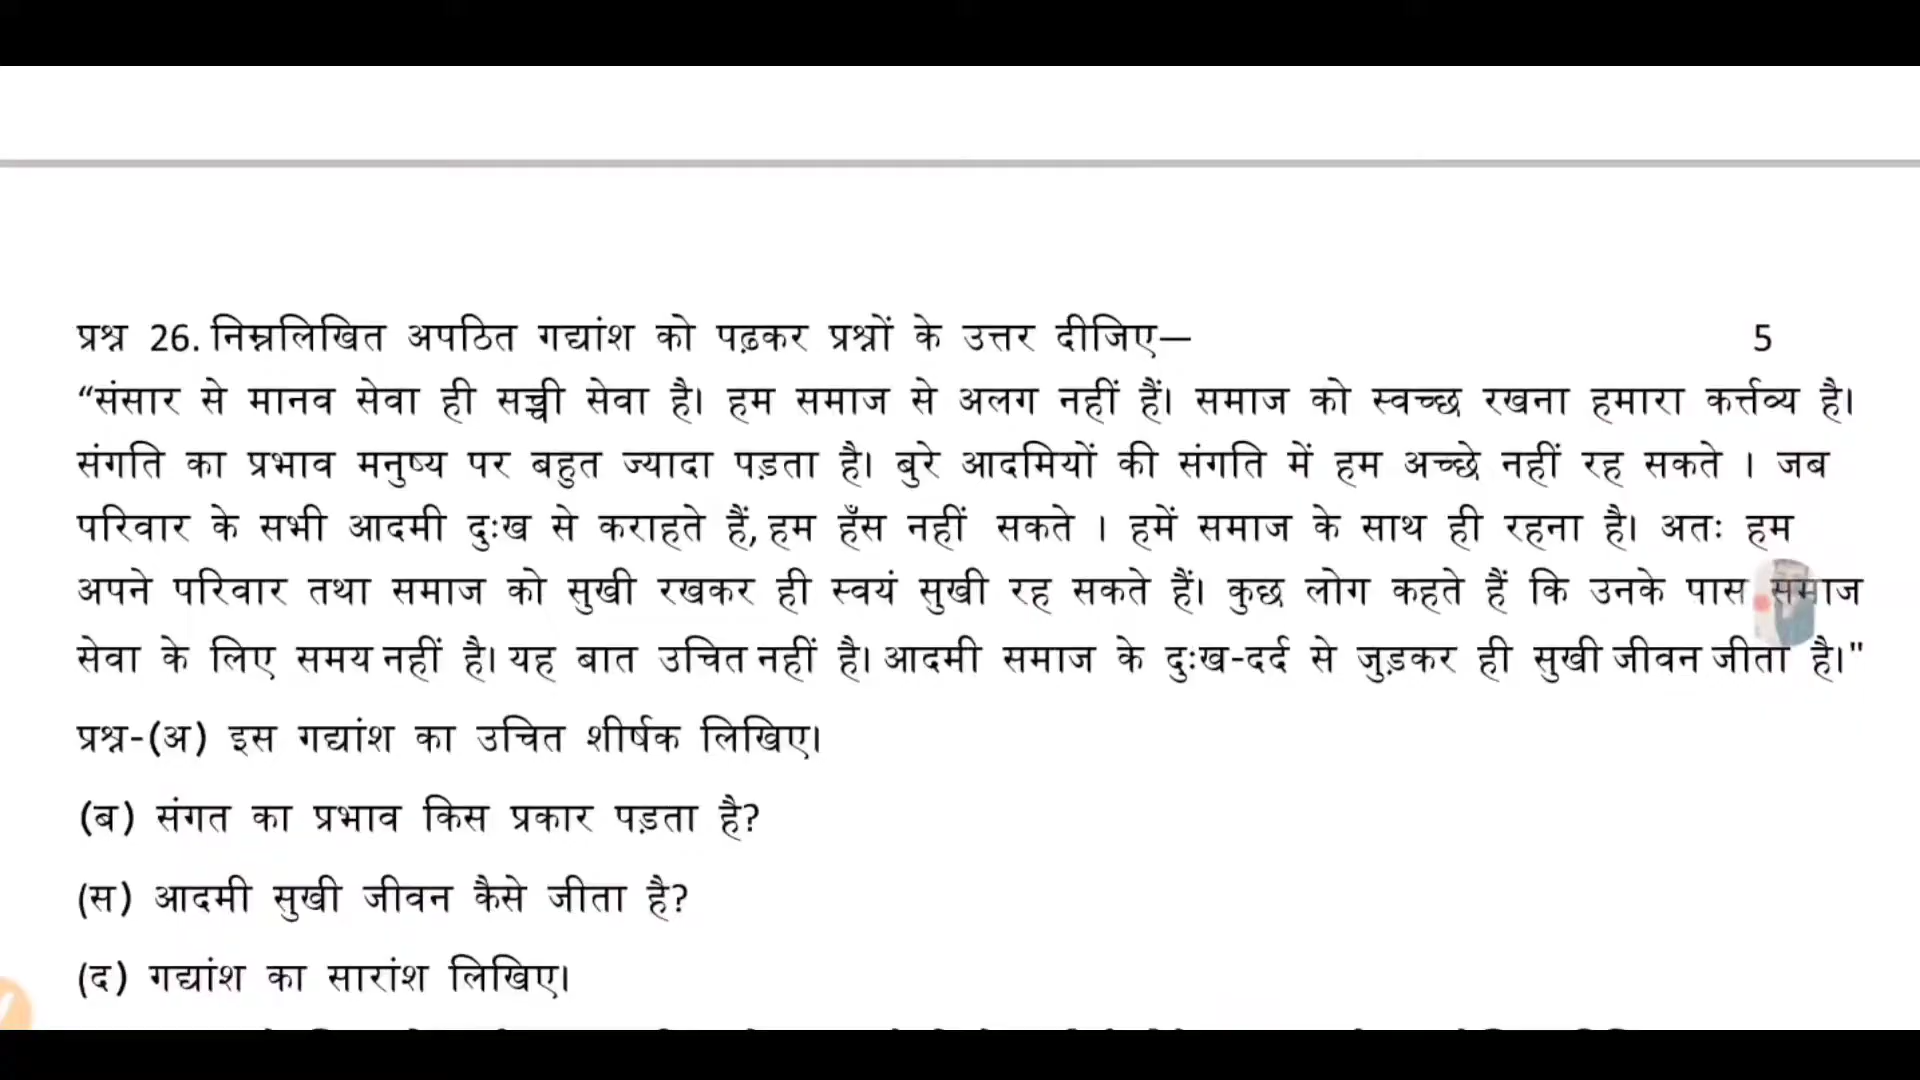 प्रश्न 26. निम्नलिखित अपठित गद्यांश को पढ़कर प्रश्नों के उत्तर दीजिए— 5
“संसार से मानव सेवा ही सच्ची सेवा है। हम समाज से अलग नहीं हैं। समाज को स्वच्छ रखना हमारा कर्त्तव्य है।
संगति का प्रभाव मनुष्य पर बहुत ज्यादा पड़ता है। बुरे आदमियों की संगति में हम अच्छे नहीं रह सकते । जब
परिवार के सभी आदमी दुःख से कराहते हैं, हम हँस नहीं सकते । हमें समाज के साथ ही रहना है। अतः हम
अपने परिवार तथा समाज को सुखी रखकर ही स्वयं सुखी रह सकते हैं। कुछ लोग कहते हैं कि उनके पास समाज
सेवा के लिए समय नहीं है। यह बात उचित नहीं है। आदमी समाज के दुःख-दर्द से जुड़कर ही सुखी जीवन जीता है।"
प्रश्न-(अ) इस गद्यांश का उचित शीर्षक लिखिए।
(ब) संगत का प्रभाव किस प्रकार पड़ता है?
(स) आदमी सुखी जीवन कैसे जीता है?
(द) गद्यांश का सारांश लिखिए।